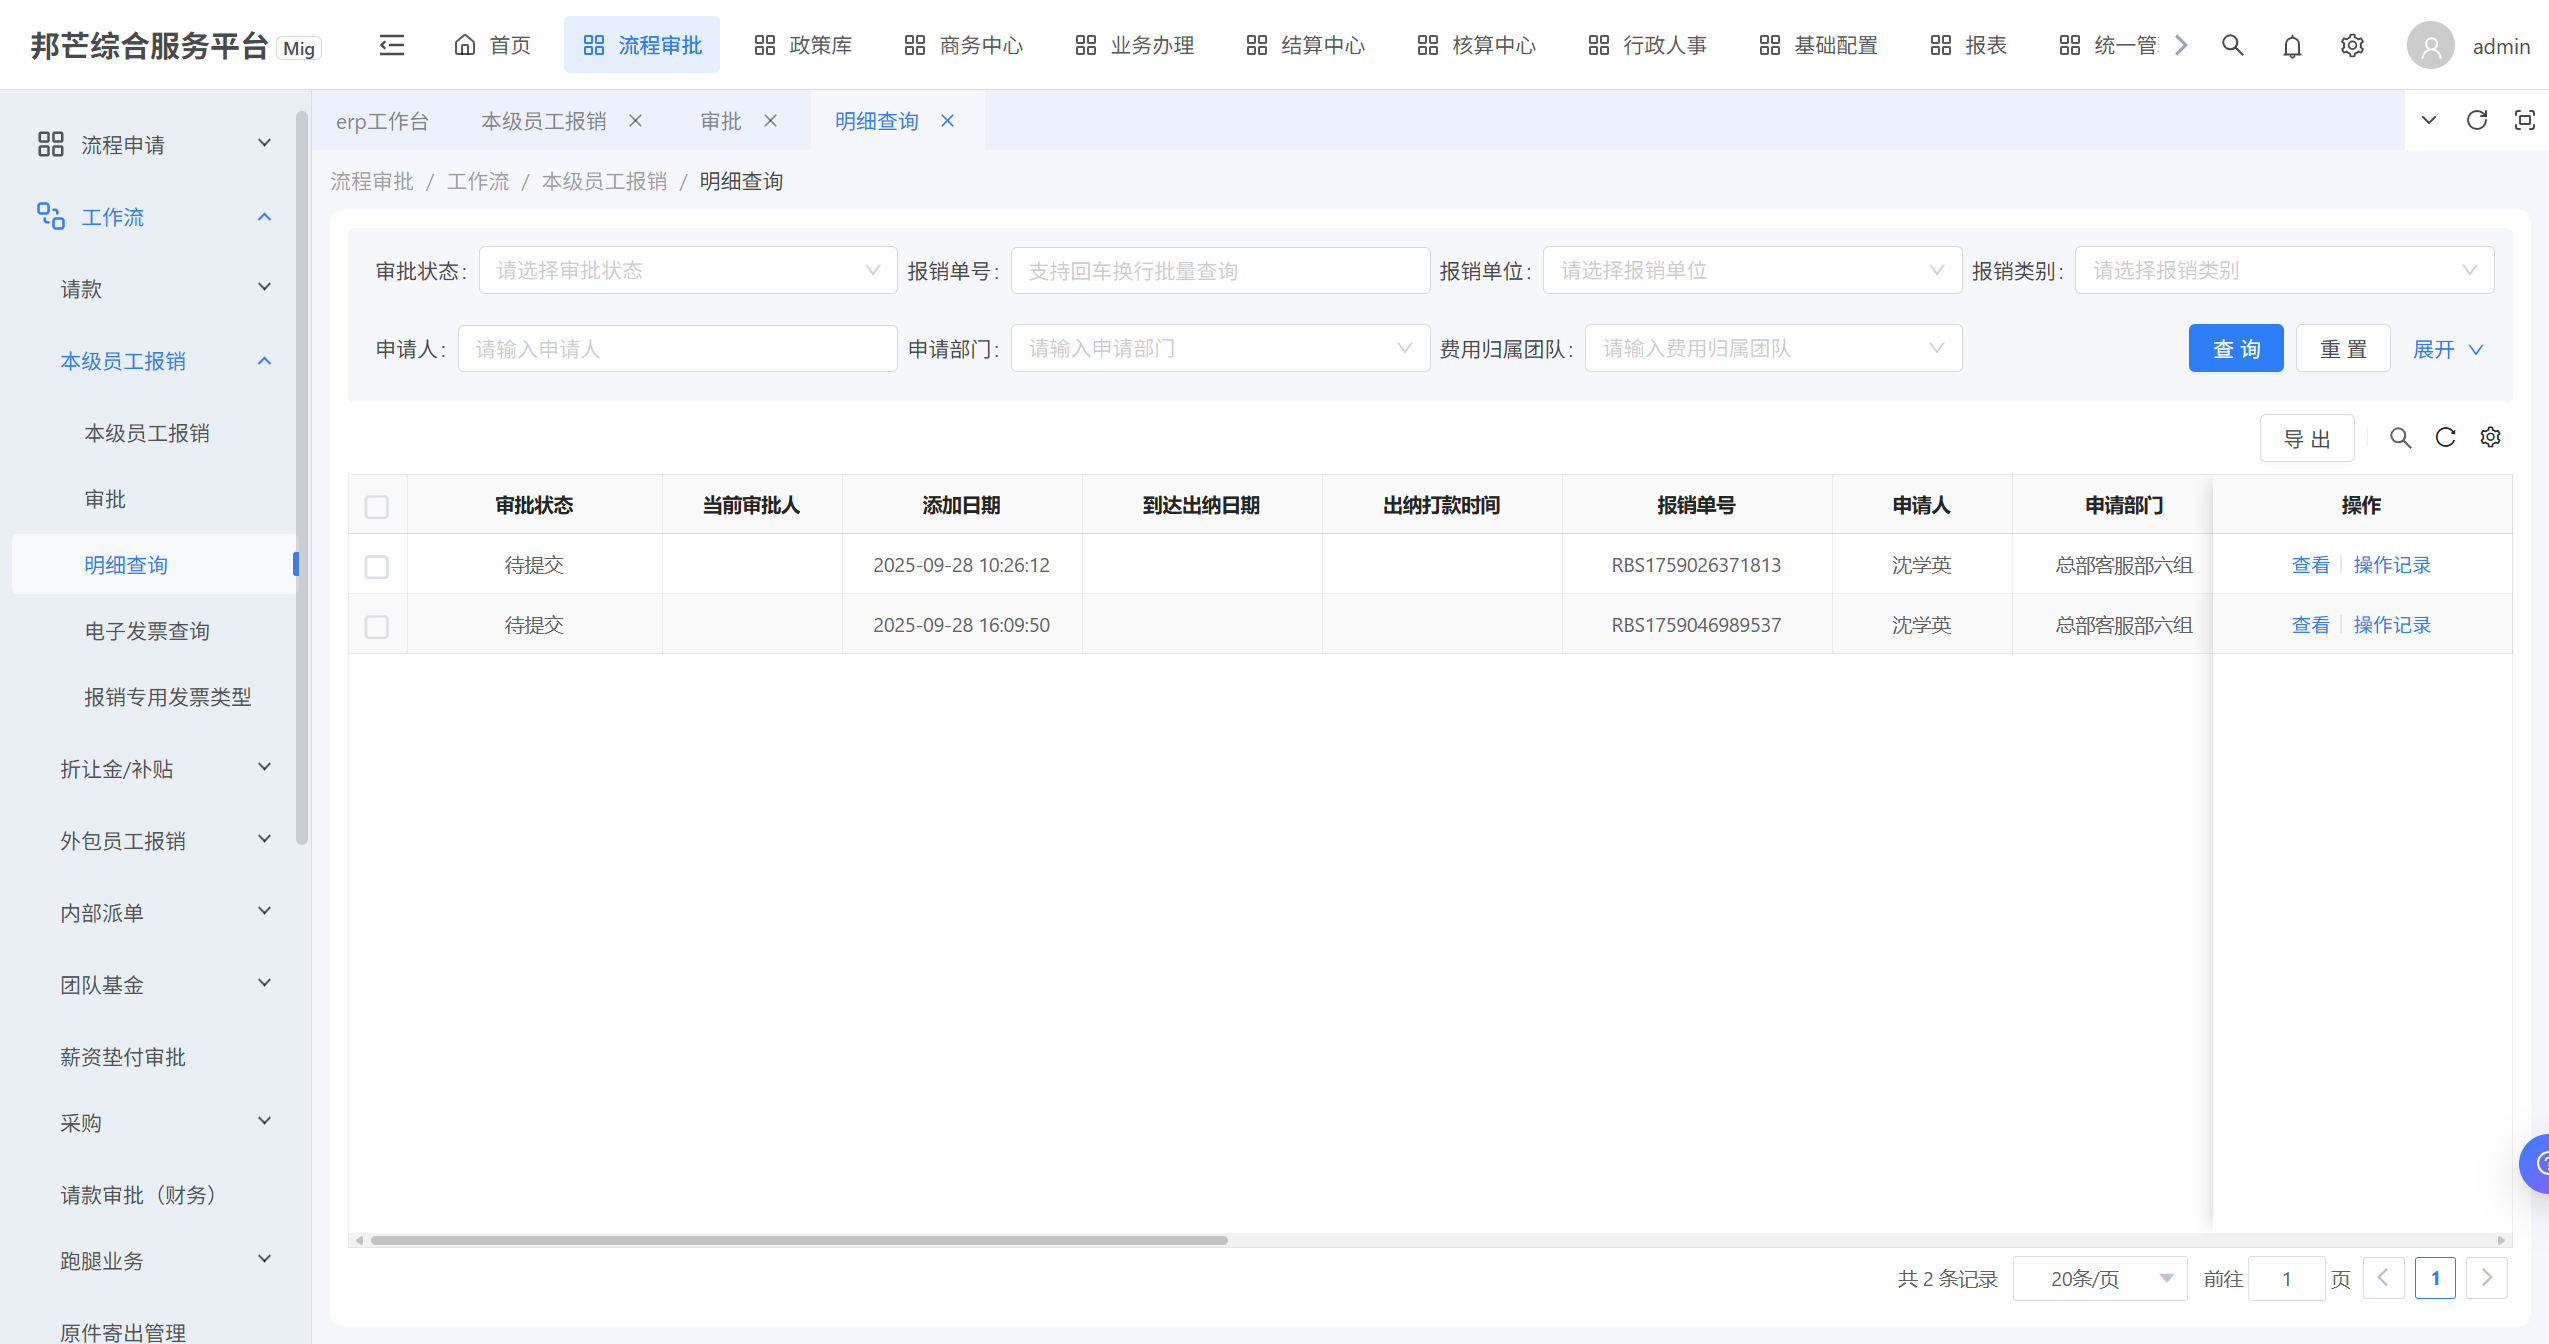 邦芒综合服务平台 Mig
首页 流程审批 政策库 商务中心 业务办理 结算中心 核算中心 行政人事 基础配置 报表 统一管 admin
流程申请
工作流
请款
本级员工报销
本级员工报销
审批
明细查询
电子发票查询
报销专用发票类型
折让金/补贴
外包员工报销
内部派单
团队基金
薪资垫付审批
采购
请款审批（财务）
跑腿业务
原件寄出管理
erp工作台 本级员工报销 审批 明细查询
流程审批 / 工作流 / 本级员工报销 / 明细查询
审批状态: 请选择审批状态 报销单号: 支持回车换行批量查询 报销单位: 请选择报销单位 报销类别: 请选择报销类别
申请人: 请输入申请人 申请部门: 请输入申请部门 费用归属团队: 请输入费用归属团队 查 询 重 置 展开
导 出
审批状态 当前审批人 添加日期 到达出纳日期 出纳打款时间 报销单号 申请人 申请部门 操作
待提交 2025-09-28 10:26:12 RBS1759026371813 沈学英 总部客服部六组 查看 操作记录
待提交 2025-09-28 16:09:50 RBS1759046989537 沈学英 总部客服部六组 查看 操作记录
共 2 条记录 20条/页 前往 1 页 1